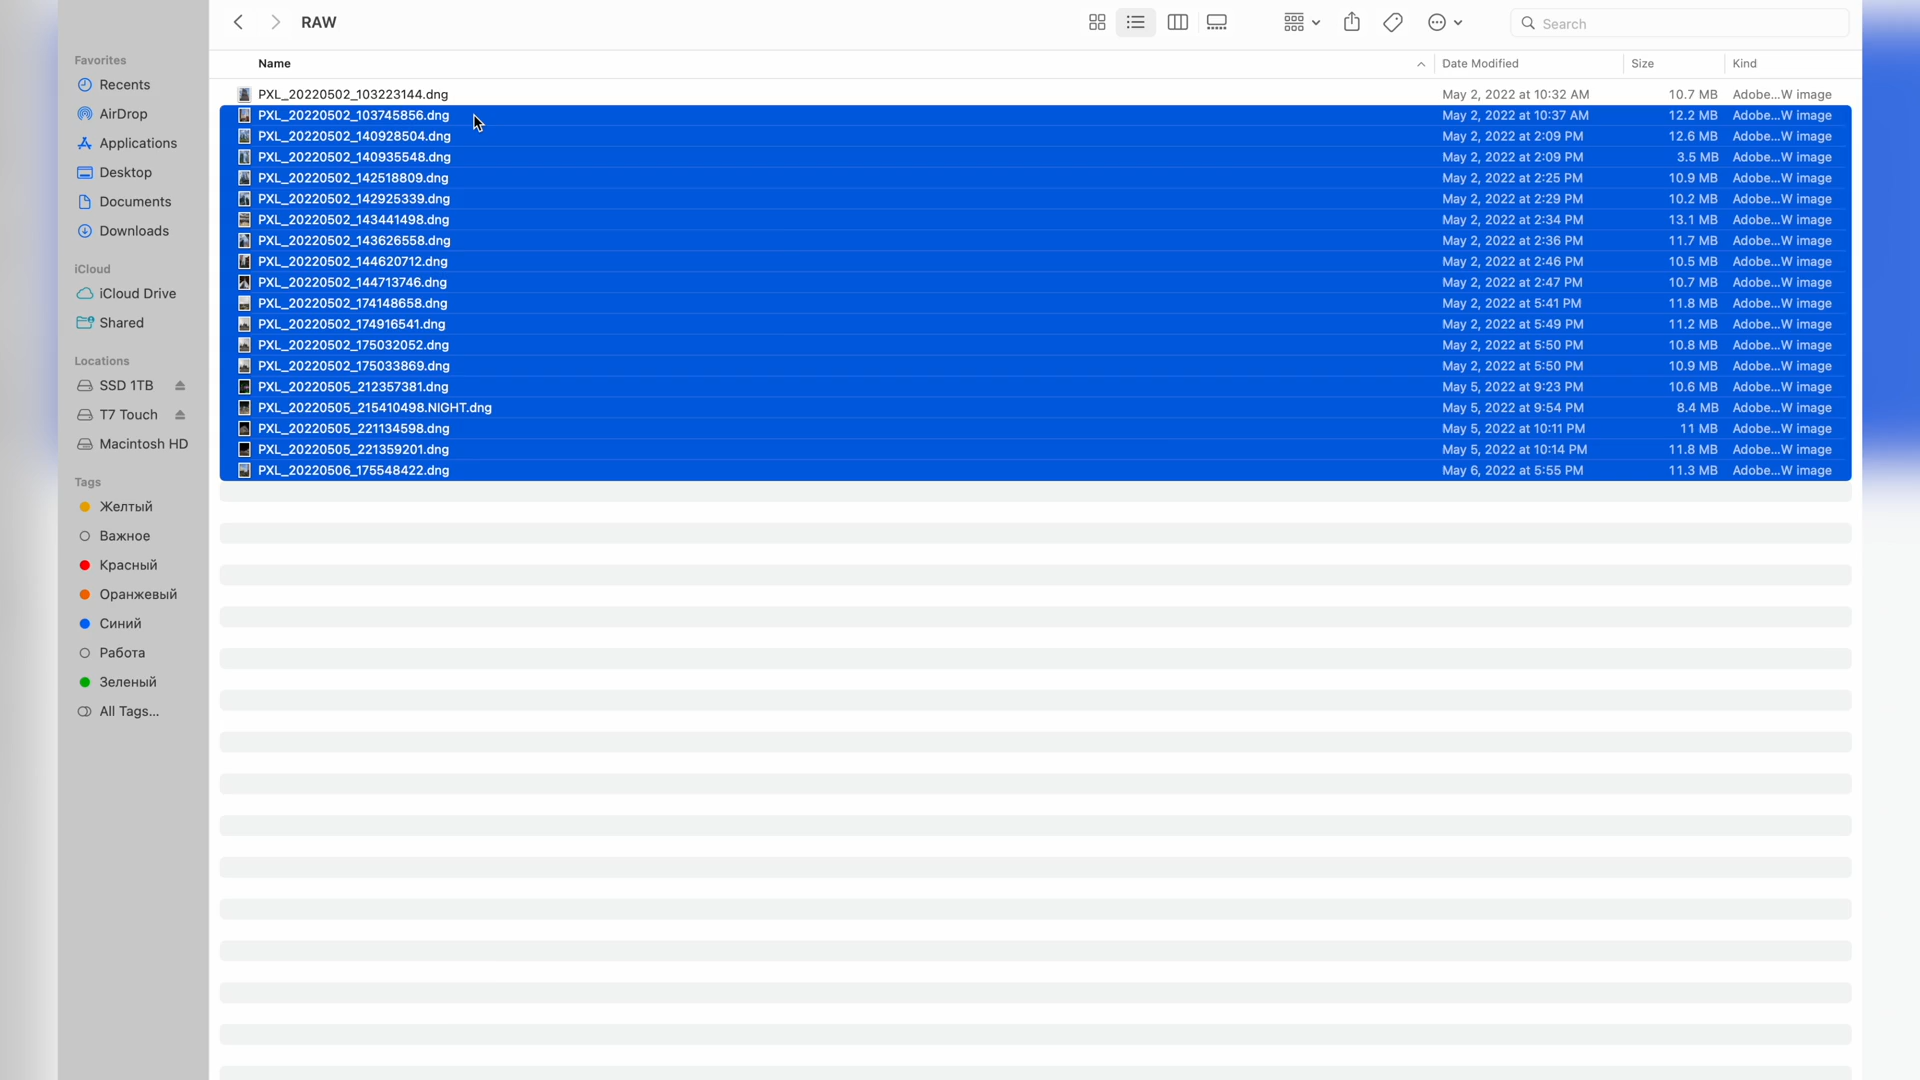 RAW
Search
Favorites
Recents
AirDrop
Applications
Desktop
Documents
Downloads
iCloud
iCloud Drive
Shared
Locations
SSD 1TB
T7 Touch
Macintosh HD
Tags
Желтый
Важное
Красный
Оранжевый
Синий
Работа
Зеленый
All Tags...
Name Date Modified Size Kind
PXL_20220502_103223144.dng May 2, 2022 at 10:32 AM 10.7 MB Adobe...W image
PXL_20220502_103745856.dng May 2, 2022 at 10:37 AM 12.2 MB Adobe...W image
PXL_20220502_140928504.dng May 2, 2022 at 2:09 PM 12.6 MB Adobe...W image
PXL_20220502_140935548.dng May 2, 2022 at 2:09 PM 3.5 MB Adobe...W image
PXL_20220502_142518809.dng May 2, 2022 at 2:25 PM 10.9 MB Adobe...W image
PXL_20220502_142925339.dng May 2, 2022 at 2:29 PM 10.2 MB Adobe...W image
PXL_20220502_143441498.dng May 2, 2022 at 2:34 PM 13.1 MB Adobe...W image
PXL_20220502_143626558.dng May 2, 2022 at 2:36 PM 11.7 MB Adobe...W image
PXL_20220502_144620712.dng May 2, 2022 at 2:46 PM 10.5 MB Adobe...W image
PXL_20220502_144713746.dng May 2, 2022 at 2:47 PM 10.7 MB Adobe...W image
PXL_20220502_174148658.dng May 2, 2022 at 5:41 PM 11.8 MB Adobe...W image
PXL_20220502_174916541.dng May 2, 2022 at 5:49 PM 11.2 MB Adobe...W image
PXL_20220502_175032052.dng May 2, 2022 at 5:50 PM 10.8 MB Adobe...W image
PXL_20220502_175033869.dng May 2, 2022 at 5:50 PM 10.9 MB Adobe...W image
PXL_20220505_212357381.dng May 5, 2022 at 9:23 PM 10.6 MB Adobe...W image
PXL_20220505_215410498.NIGHT.dng May 5, 2022 at 9:54 PM 8.4 MB Adobe...W image
PXL_20220505_221134598.dng May 5, 2022 at 10:11 PM 11 MB Adobe...W image
PXL_20220505_221359201.dng May 5, 2022 at 10:14 PM 11.8 MB Adobe...W image
PXL_20220506_175548422.dng May 6, 2022 at 5:55 PM 11.3 MB Adobe...W image